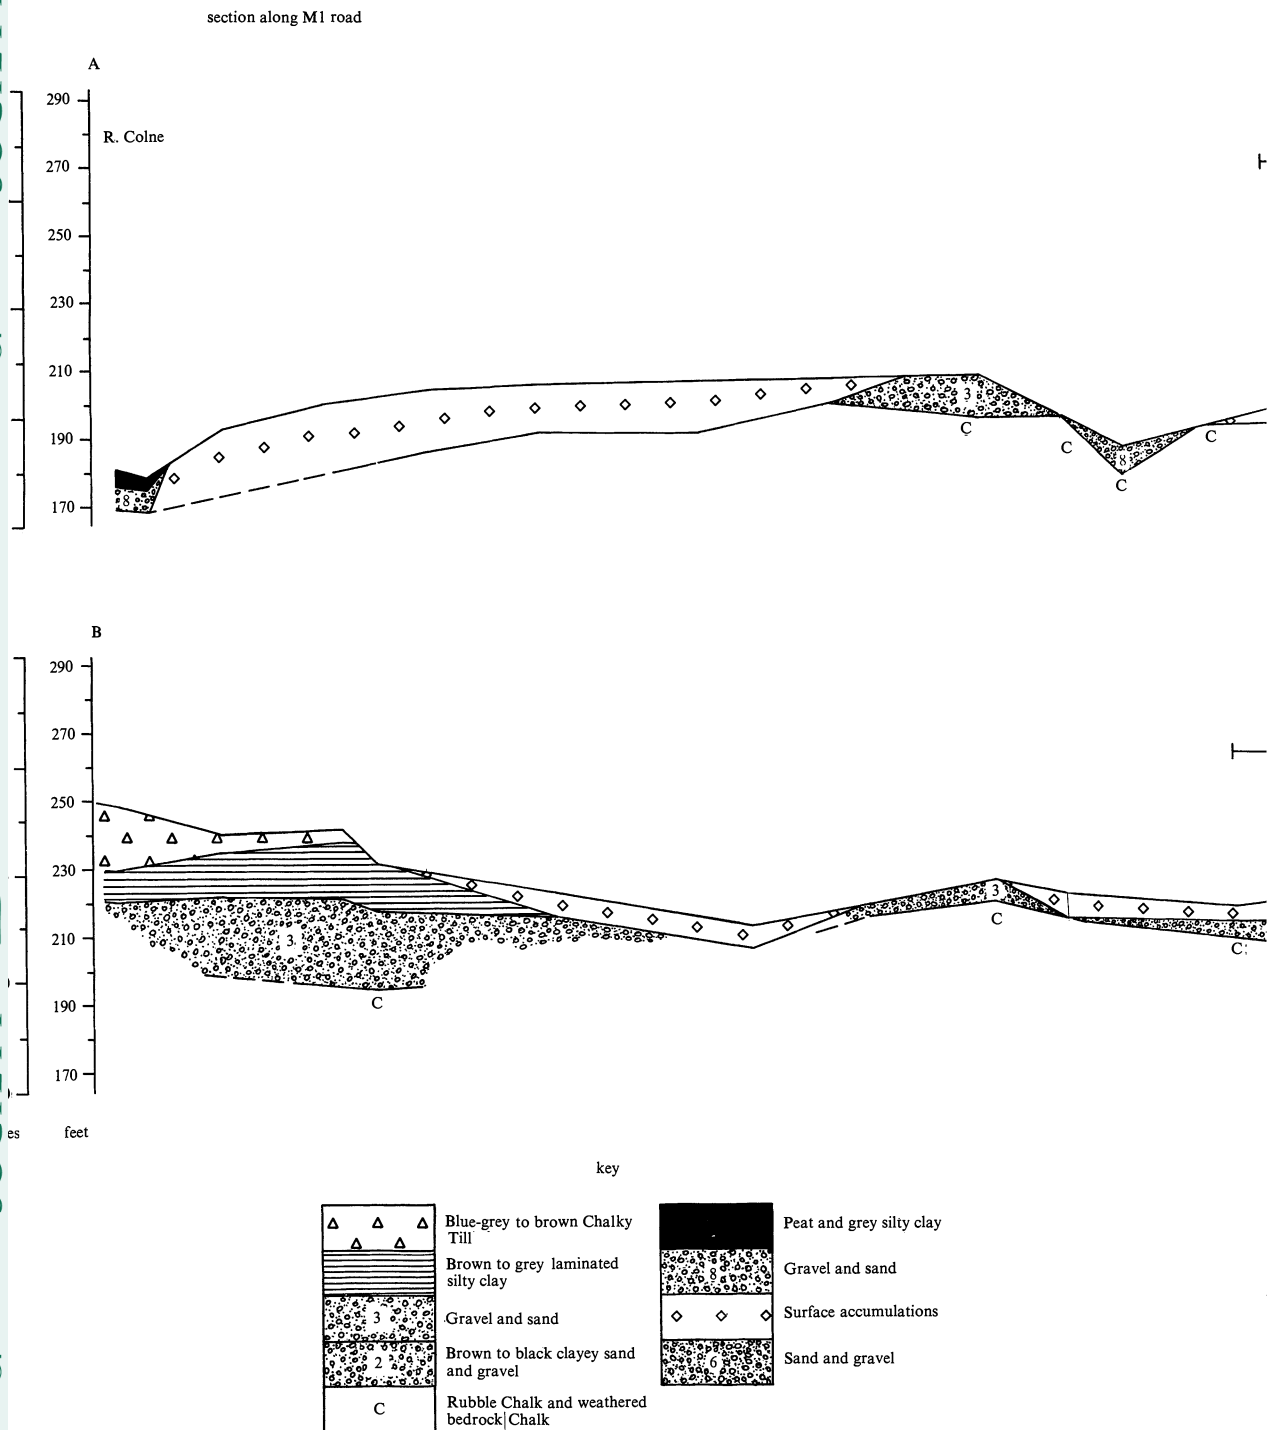 section along M1 road
A
290
R. Colne
270
250
230
210
3
190
C
C
C
8
C
8
170
B
290
270
250
230
3
210
3
C
C
190
C
170
es
feet
key
Blue-grey to brown Chalky
Till
Brown to grey laminated
silty clay
3
Gravel and sand
2
Brown to black clayey sand
and gravel
C
Rubble Chalk and weathered
bedrock Chalk
Peat and grey silty clay
8
Gravel and sand
Surface accumulations
6
Sand and gravel